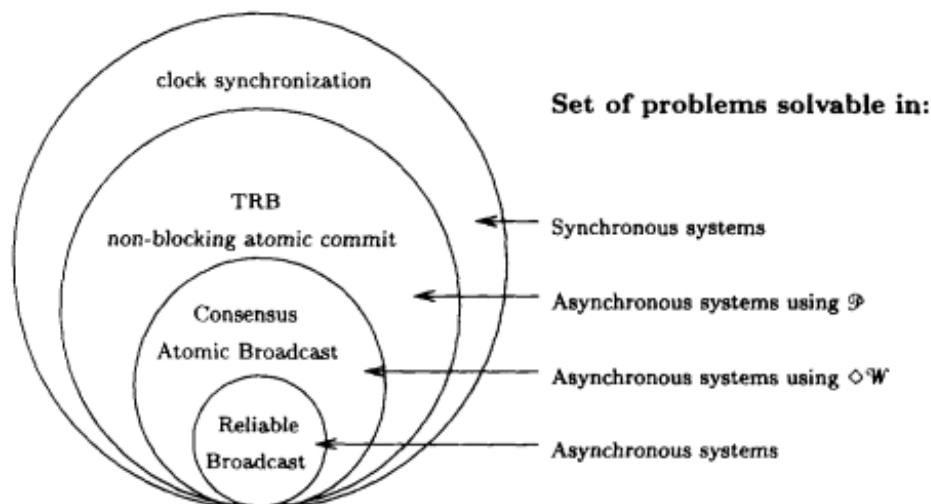 clock synchronization
Set of problems solvable in:
TRB
non-blocking atomic commit
Synchronous systems
Asynchronous systems using 𝒫
Consensus
Atomic Broadcast
Asynchronous systems using ◇𝒲
Reliable
Broadcast
Asynchronous systems